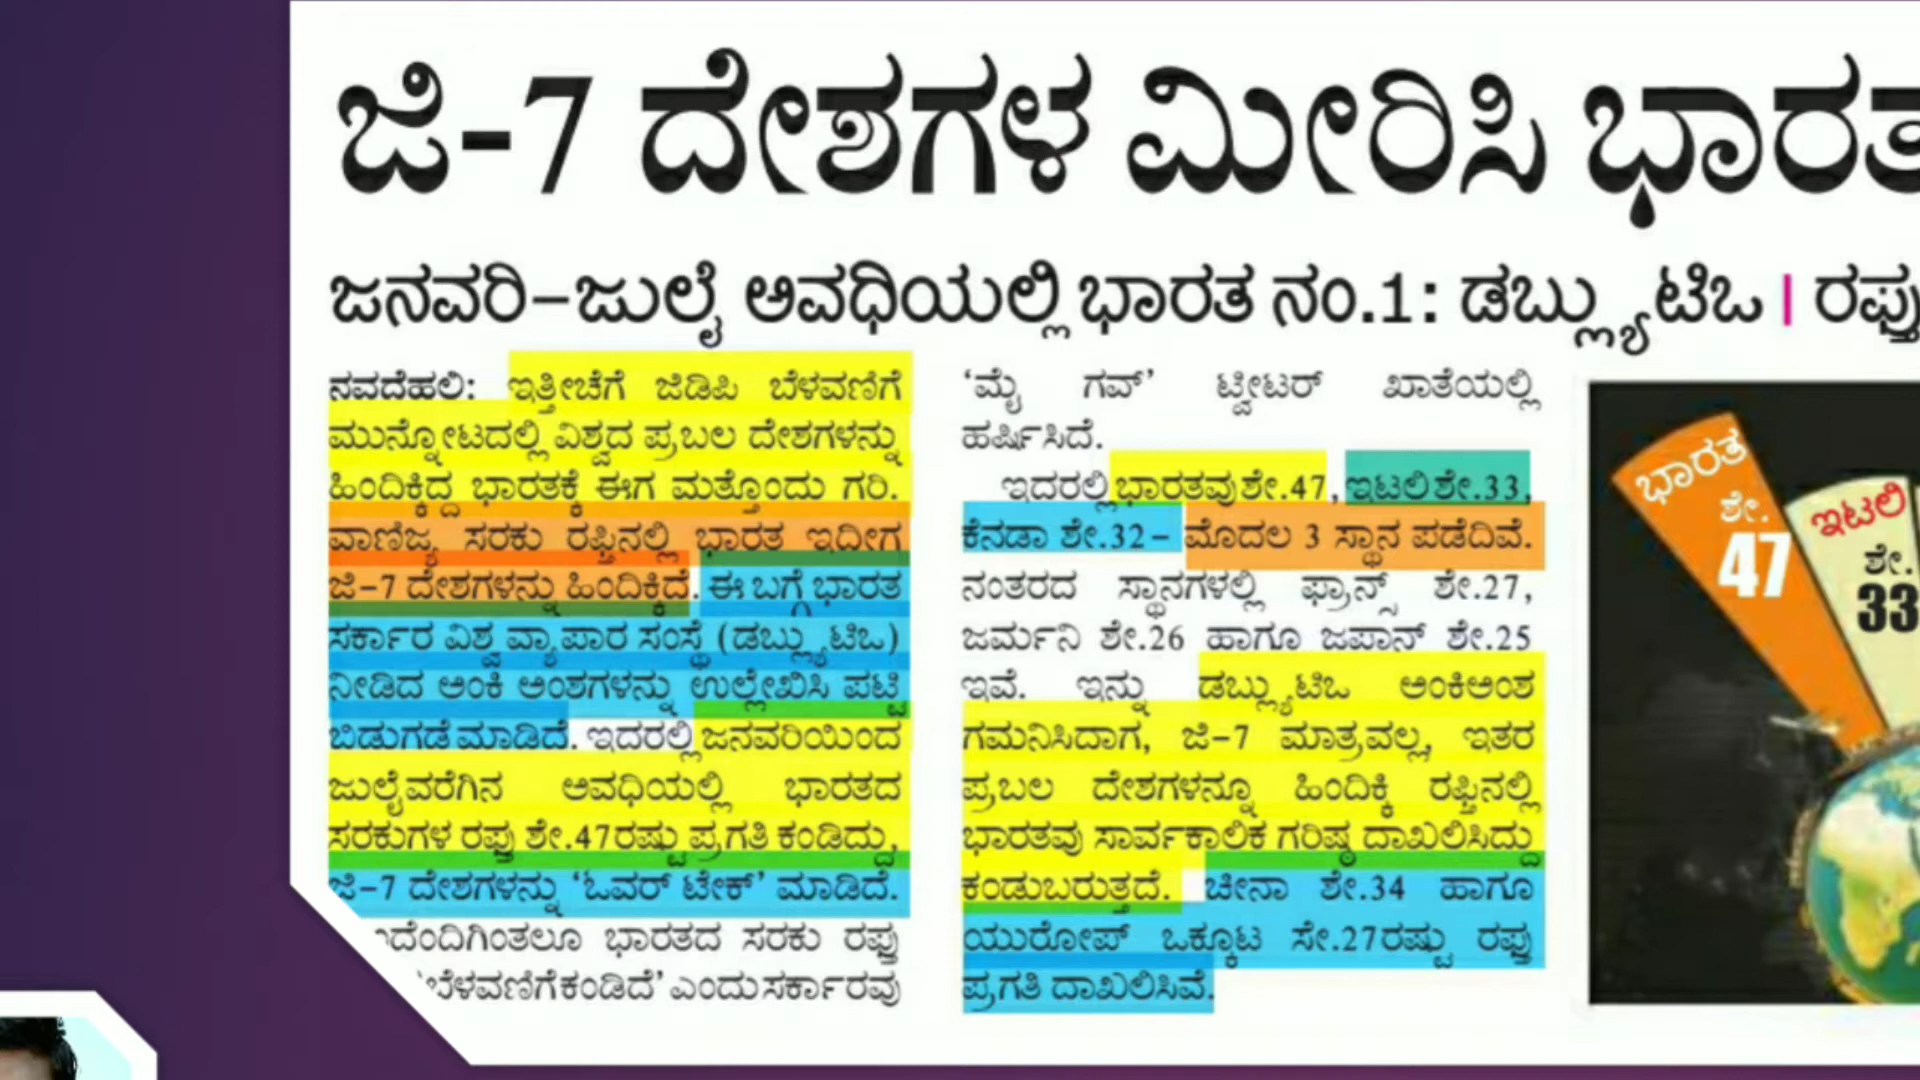 ಜಿ-7 ದೇಶಗಳ ಮೀರಿಸಿ ಭಾರತ
ಜನವರಿ-ಜುಲೈ ಅವಧಿಯಲ್ಲಿ ಭಾರತ ನಂ.1: ಡಬ್ಲ್ಯುಟಿಒ | ರಫ್ತು
ನವದೆಹಲಿ: ಇತ್ತೀಚೆಗೆ ಜಿಡಿಪಿ ಬೆಳವಣಿಗೆ
ಮುನ್ನೋಟದಲ್ಲಿ ವಿಶ್ವದ ಪ್ರಬಲ ದೇಶಗಳನ್ನು
ಹಿಂದಿಕ್ಕಿದ್ದ ಭಾರತಕ್ಕೆ ಈಗ ಮತ್ತೊಂದು ಗರಿ.
ವಾಣಿಜ್ಯ ಸರಕು ರಫ್ತಿನಲ್ಲಿ ಭಾರತ ಇದೀಗ
ಜಿ-7 ದೇಶಗಳನ್ನು ಹಿಂದಿಕ್ಕಿದೆ. ಈ ಬಗ್ಗೆ ಭಾರತ
ಸರ್ಕಾರ ವಿಶ್ವ ವ್ಯಾಪಾರ ಸಂಸ್ಥೆ (ಡಬ್ಲ್ಯುಟಿಒ)
ನೀಡಿದ ಅಂಕಿ ಅಂಶಗಳನ್ನು ಉಲ್ಲೇಖಿಸಿ ಪಟ್ಟಿ
ಬಿಡುಗಡೆ ಮಾಡಿದೆ. ಇದರಲ್ಲಿ ಜನವರಿಯಿಂದ
ಜುಲೈವರೆಗಿನ ಅವಧಿಯಲ್ಲಿ ಭಾರತದ
ಸರಕುಗಳ ರಫ್ತು ಶೇ.47ರಷ್ಟು ಪ್ರಗತಿ ಕಂಡಿದ್ದು,
ಜಿ-7 ದೇಶಗಳನ್ನು 'ಓವರ್ ಟೇಕ್' ಮಾಡಿದೆ.
ಭಾರತದ ಸರಕು ರಫ್ತು
ಬೆಳವಣಿಗೆ ಕಂಡಿದೆ' ಎಂದು ಸರ್ಕಾರವು
'ಮೈ ಗವ್' ಟ್ವೀಟರ್ ಖಾತೆಯಲ್ಲಿ
ಹರ್ಷಿಸಿದೆ.
ಇದರಲ್ಲಿ ಭಾರತವು ಶೇ.47, ಇಟಲಿ ಶೇ.33,
ಕೆನಡಾ ಶೇ.32- ಮೊದಲ 3 ಸ್ಥಾನ ಪಡೆದಿವೆ.
ನಂತರದ ಸ್ಥಾನಗಳಲ್ಲಿ ಫ್ರಾನ್ಸ್ ಶೇ.27,
ಜರ್ಮನಿ ಶೇ.26 ಹಾಗೂ ಜಪಾನ್ ಶೇ.25
ಇವೆ. ಇನ್ನು ಡಬ್ಲ್ಯುಟಿಒ ಅಂಕಿಅಂಶ
ಗಮನಿಸಿದಾಗ, ಜಿ-7 ಮಾತ್ರವಲ್ಲ, ಇತರ
ಪ್ರಬಲ ದೇಶಗಳನ್ನೂ ಹಿಂದಿಕ್ಕಿ ರಫ್ತಿನಲ್ಲಿ
ಭಾರತವು ಸಾರ್ವಕಾಲಿಕ ಗರಿಷ್ಠ ದಾಖಲಿಸಿದ್ದು
ಕಂಡುಬರುತ್ತದೆ. ಚೀನಾ ಶೇ.34 ಹಾಗೂ
ಯುರೋಪ್ ಒಕ್ಕೂಟ ಸೇ.27ರಷ್ಟು ರಫ್ತು
ಪ್ರಗತಿ ದಾಖಲಿಸಿವೆ.
ಭಾರತ
ಶೇ.
47
ಇಟಲಿ
ಶೇ.
33